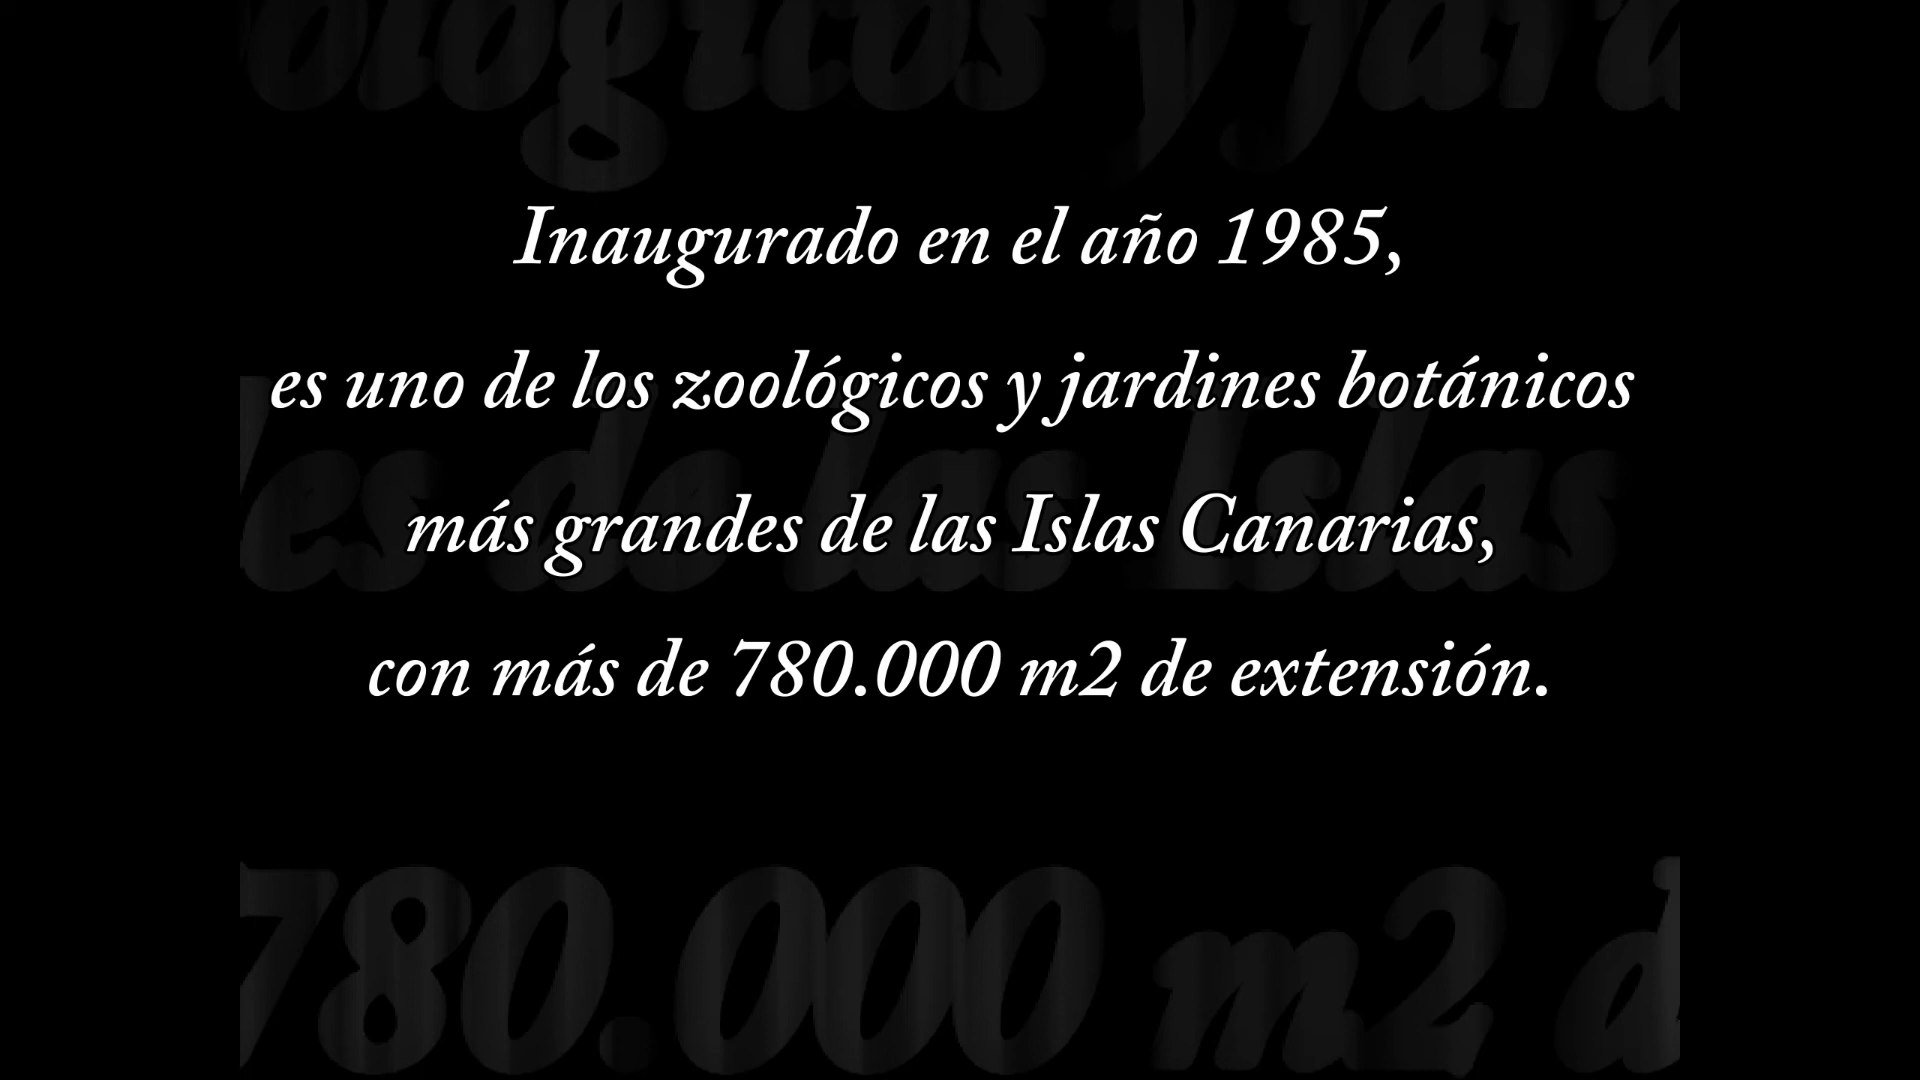 Inaugurado en el año 1985,
es uno de los zoológicos y jardines botánicos
más grandes de las Islas Canarias,
con más de 780.000 m2 de extensión.